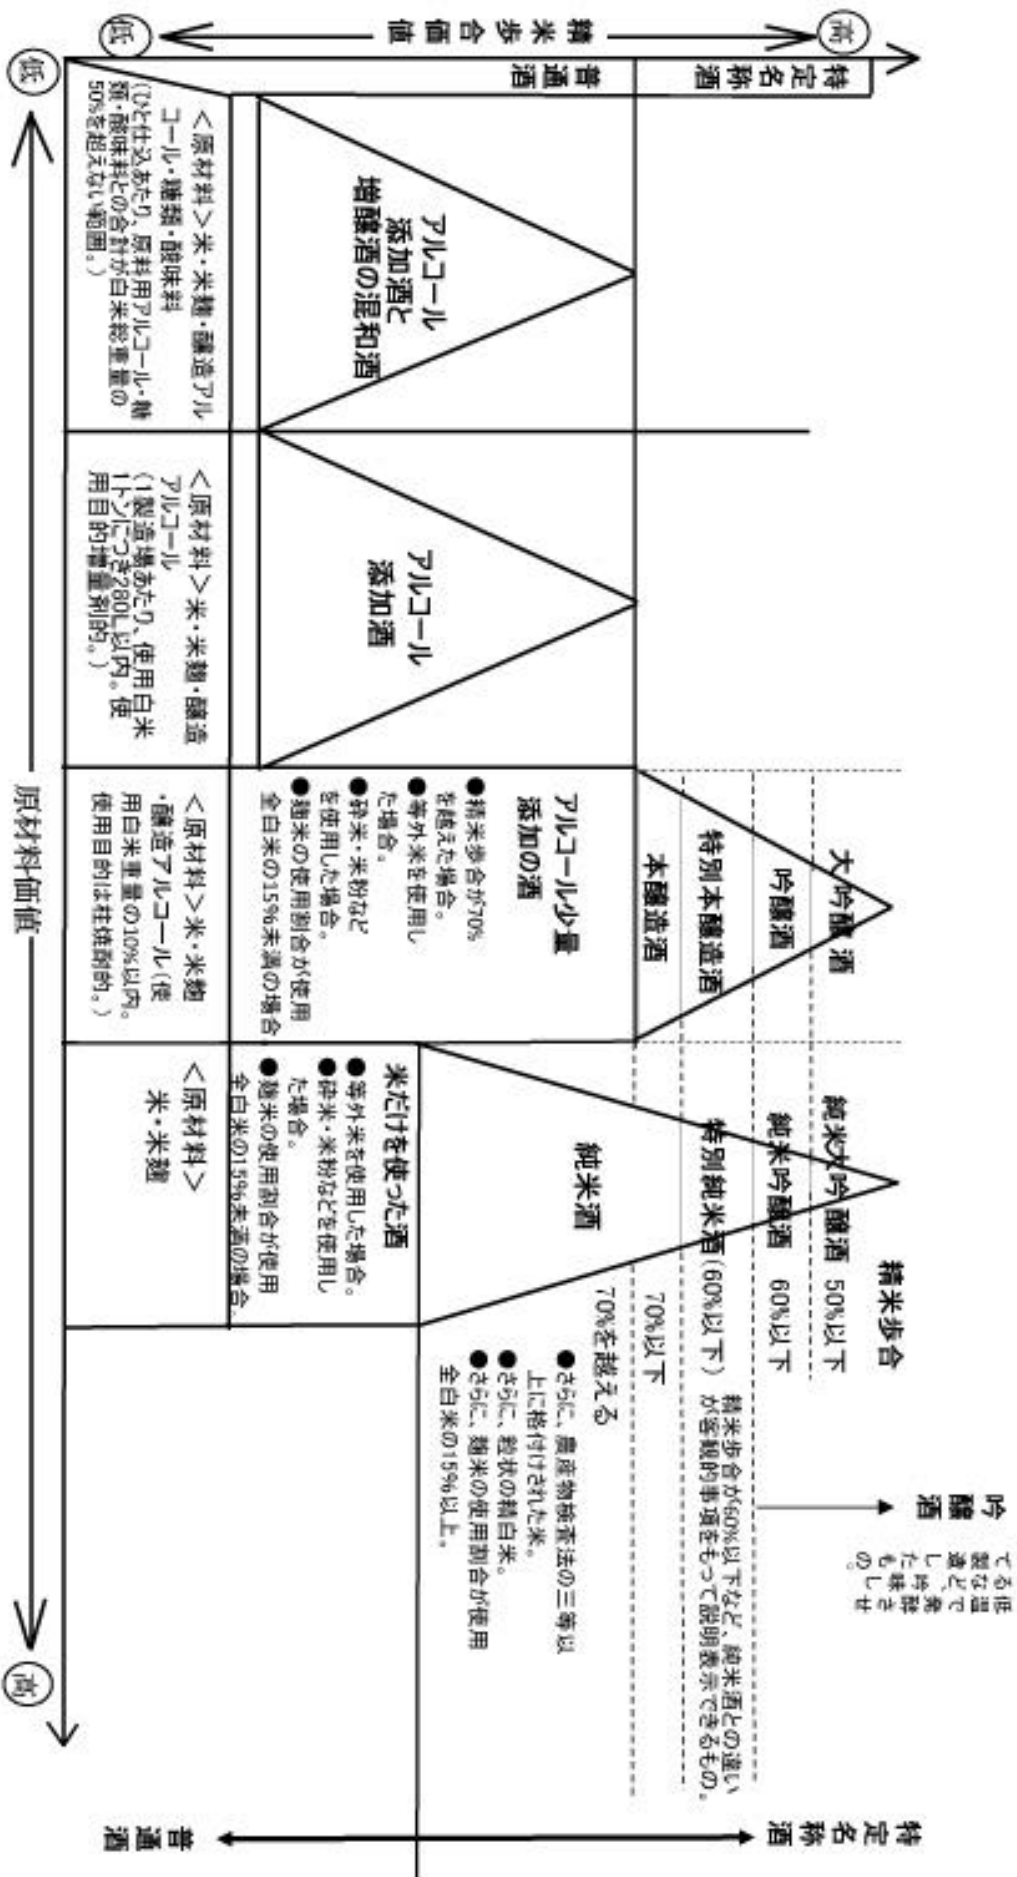 高
精米歩合価値
低
特定名称酒
普通酒
低
原材料価値
高
アルコール
添加酒と
増醸酒の混和酒
<原材料>米・米麹・醸造アル
コール・糖類・酸味料
(ひと仕込あたり、原料用アルコール・糖
類・酸味料との合計が白米総重量の
50%を超えない範囲。)
アルコール
添加酒
<原材料>米・米麹・醸造
アルコール
(1製造場あたり、使用白米
1トンにつき280L以内。使
用目的増量剤的。)
大吟醸酒
吟醸酒
特別本醸造酒
本醸造酒
アルコール少量
添加の酒
●精米歩合が70%
を越えた場合。
●等外米を使用し
た場合。
●砕米・米粉など
を使用した場合。
●麹米の使用割合が使用
全白米の15%未満の場合。
<原材料>米・米麹
・醸造アルコール(使
用白米重量の10%以内。
使用目的は柱焼酎的。)
精米歩合
純米大吟醸酒 50%以下
純米吟醸酒 60%以下
特別純米酒(60%以下)
70%以下
純米酒
70%を越える
米だけを使った酒
●等外米を使用した場合。
●砕米・米粉などを使用し
た場合。
●麹米の使用割合が使用
全白米の15%未満の場合。
<原材料>
米・米麹
精米歩合が60%以下など、純米酒との違い
が客観的事項をもって説明表示できるもの。
●さらに、農産物検査法の三等以
上に格付けされた米。
●さらに、粒状の精白米。
●さらに、麹米の使用割合が使用
全白米の15%以上。
吟醸酒
低温で発酵させ
るなど、吟味し
て製造したもの。
特定名称酒
普通酒